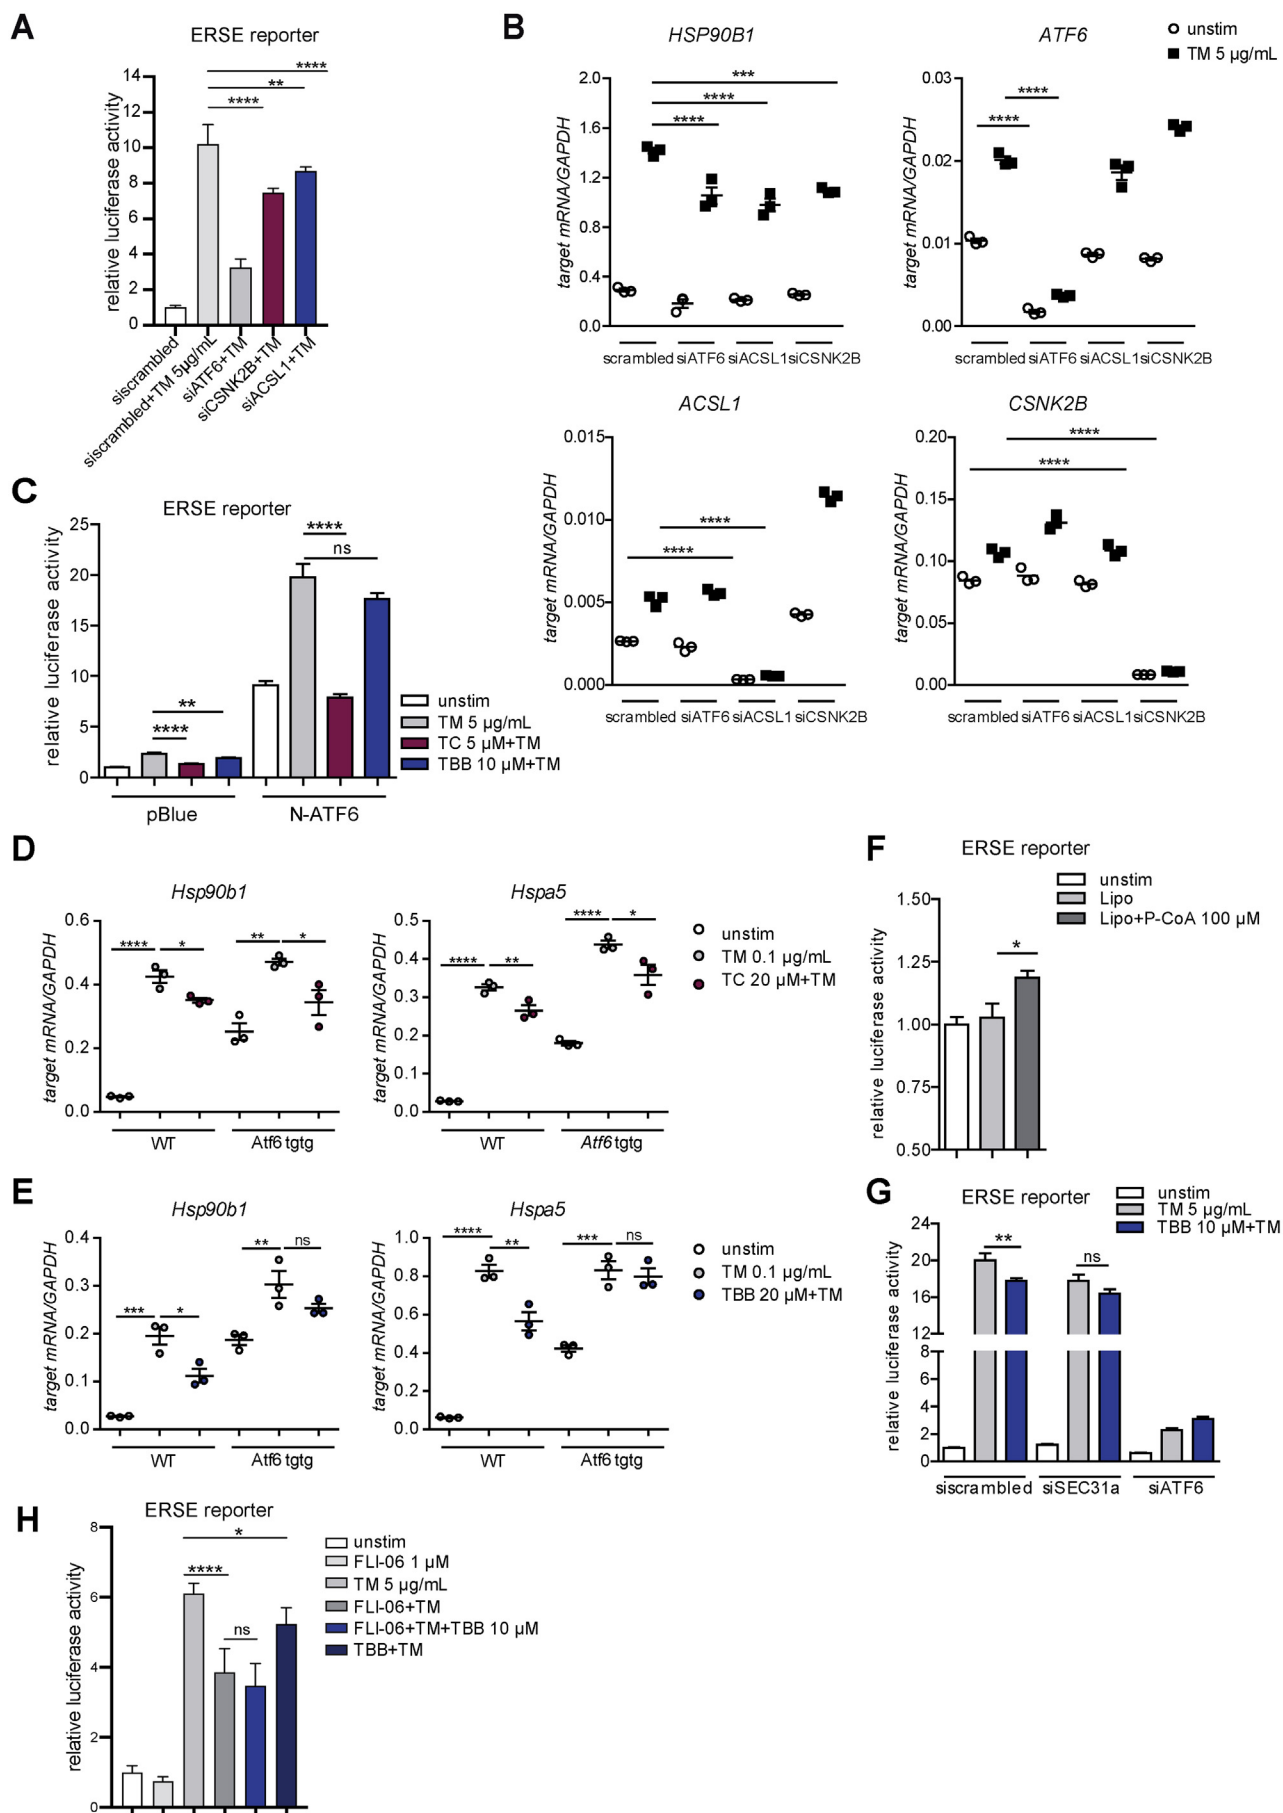 A
ERSE reporter
relative luciferase activity
14
12
10
8
6
4
2
0
****
**
****
siscrambled
siscrambled+TM 5µg/mL
siATF6+TM
siCSNK2B+TM
siACSL1+TM
B
unstim
TM 5 µg/mL
HSP90B1
target mRNA/GAPDH
2.0
1.6
1.2
0.8
0.4
0.0
***
****
****
scrambled siATF6 siACSL1 siCSNK2B
ATF6
target mRNA/GAPDH
0.03
0.02
0.01
0.00
****
****
scrambled siATF6 siACSL1 siCSNK2B
ACSL1
target mRNA/GAPDH
0.015
0.010
0.005
0.000
****
****
scrambled siATF6 siACSL1 siCSNK2B
CSNK2B
target mRNA/GAPDH
0.20
0.15
0.10
0.05
0.00
****
****
scrambled siATF6 siACSL1 siCSNK2B
C
ERSE reporter
relative luciferase activity
25
20
15
10
5
0
**
****
****
ns
pBlue N-ATF6
unstim
TM 5 µg/mL
TC 5 µM+TM
TBB 10 µM+TM
D
Hsp90b1
target mRNA/GAPDH
0.6
0.4
0.2
0.0
**** * ** *
WT Atf6 tgtg
Hspa5
target mRNA/GAPDH
0.5
0.4
0.3
0.2
0.1
0.0
**** ** **** *
WT Atf6 tgtg
unstim
TM 0.1 µg/mL
TC 20 µM+TM
E
Hsp90b1
target mRNA/GAPDH
0.4
0.3
0.2
0.1
0.0
*** * ** ns
WT Atf6 tgtg
Hspa5
target mRNA/GAPDH
1.0
0.8
0.6
0.4
0.2
0.0
**** ** *** ns
WT Atf6 tgtg
unstim
TM 0.1 µg/mL
TBB 20 µM+TM
F
ERSE reporter
unstim
Lipo
Lipo+P-CoA 100 µM
relative luciferase activity
1.50
1.25
1.00
0.75
0.50
*
G
ERSE reporter
unstim
TM 5 µg/mL
TBB 10 µM+TM
relative luciferase activity
24
20
16
12
8
6
4
2
0
**
ns
siscrambled siSEC31a siATF6
H
ERSE reporter
relative luciferase activity
8
6
4
2
0
*
****
ns
unstim
FLI-06 1 µM
TM 5 µg/mL
FLI-06+TM
FLI-06+TM+TBB 10 µM
TBB+TM